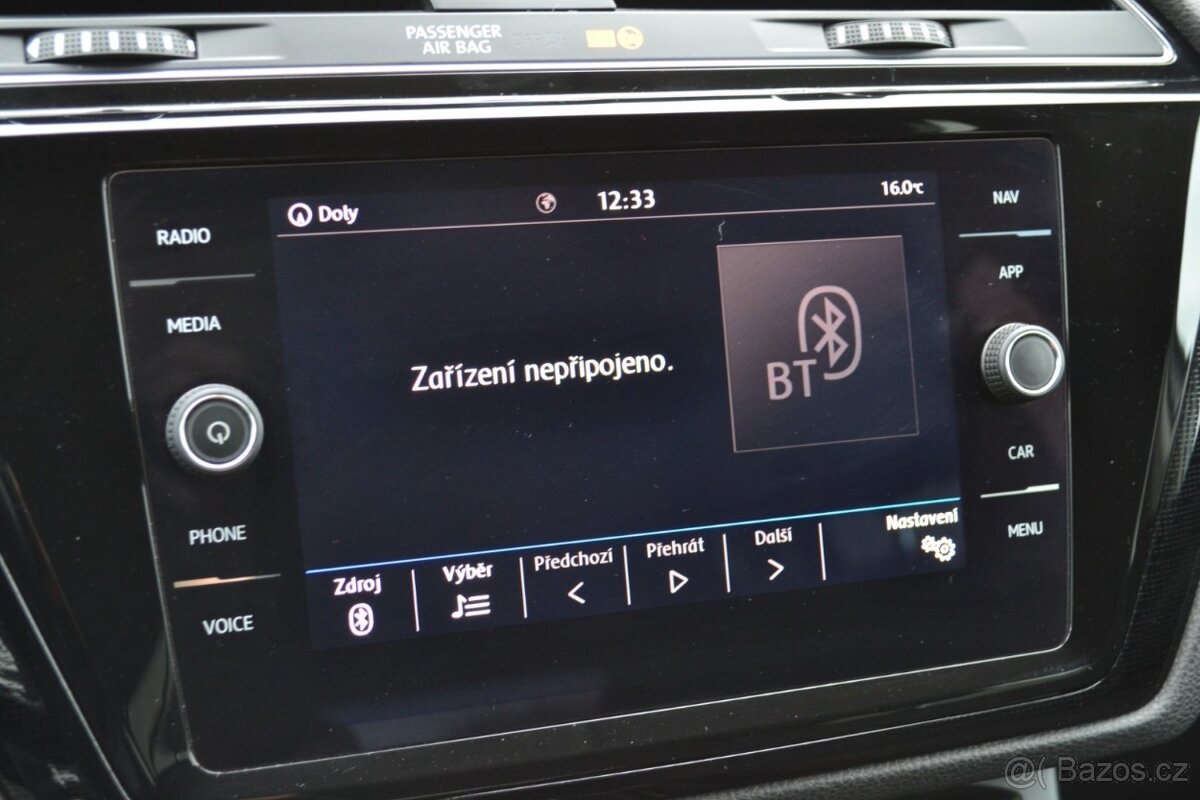 PASSENGER
AIR BAG
Doly
12:33
16.0°C
RADIO
MEDIA
PHONE
VOICE
NAV
APP
CAR
MENU
Zařízení nepřipojeno.
BT
Zdroj
Výběr
Předchozí
Přehrát
Další
Nastavení
@( Bazos.cz